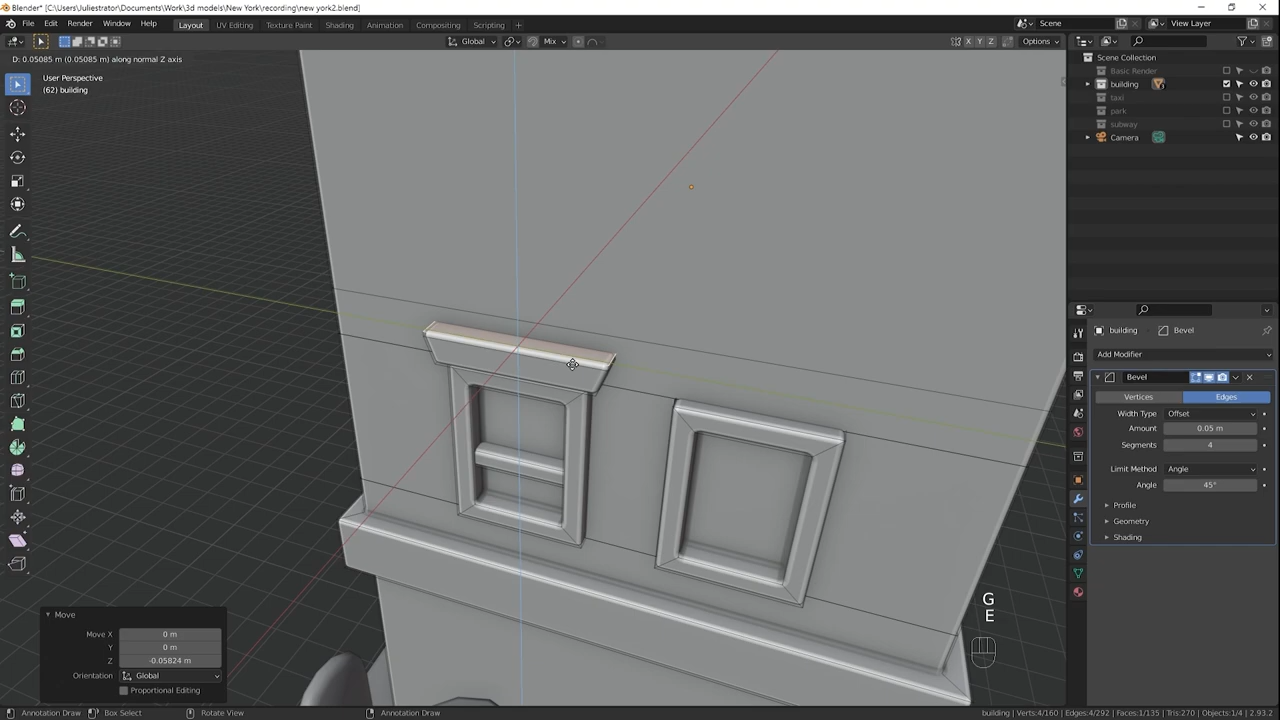 Blender* [C:\Users\Juliestrator\Documents\Work\3d models\New York\recording\new york2.blend]
File Edit Render Window Help Layout UV Editing Texture Paint Shading Animation Compositing Scripting + Scene View Layer
Global Mix X Y Z Options
D: 0.05085 m (0.05085 m) along normal Z axis
User Perspective
(62) building
Scene Collection
Basic Render
building
taxi
park
subway
Camera
building Bevel
Add Modifier
Bevel
Vertices Edges
Width Type Offset
Amount 0.05 m
Segments 4
Limit Method Angle
Angle 45°
Profile
Geometry
Shading
G
E
Move
Move X 0 m
Y 0 m
Z -0.05824 m
Orientation Global
Proportional Editing
Annotation Draw Box Select Rotate View Annotation Draw building | Verts:4/160 | Edges:4/292 | Faces:1/135 | Tris:270 | Objects:1/4 | 2.93.2